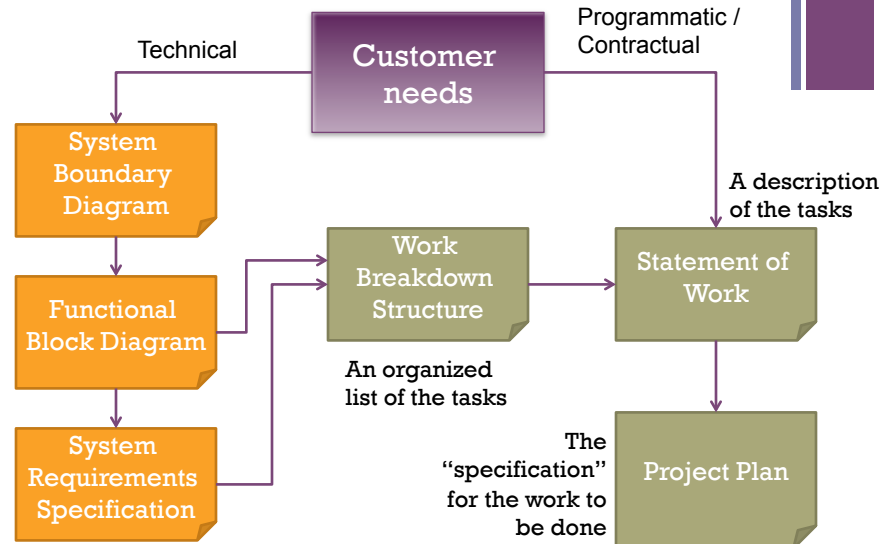 Programmatic /
Contractual
Technical
Customer
needs
System
Boundary
Diagram
A description
of the tasks
Work
Breakdown
Structure
Statement of
Work
Functional
Block Diagram
An organized
list of the tasks
System
Requirements
Specification
The
“specification”
for the work to
be done
Project Plan